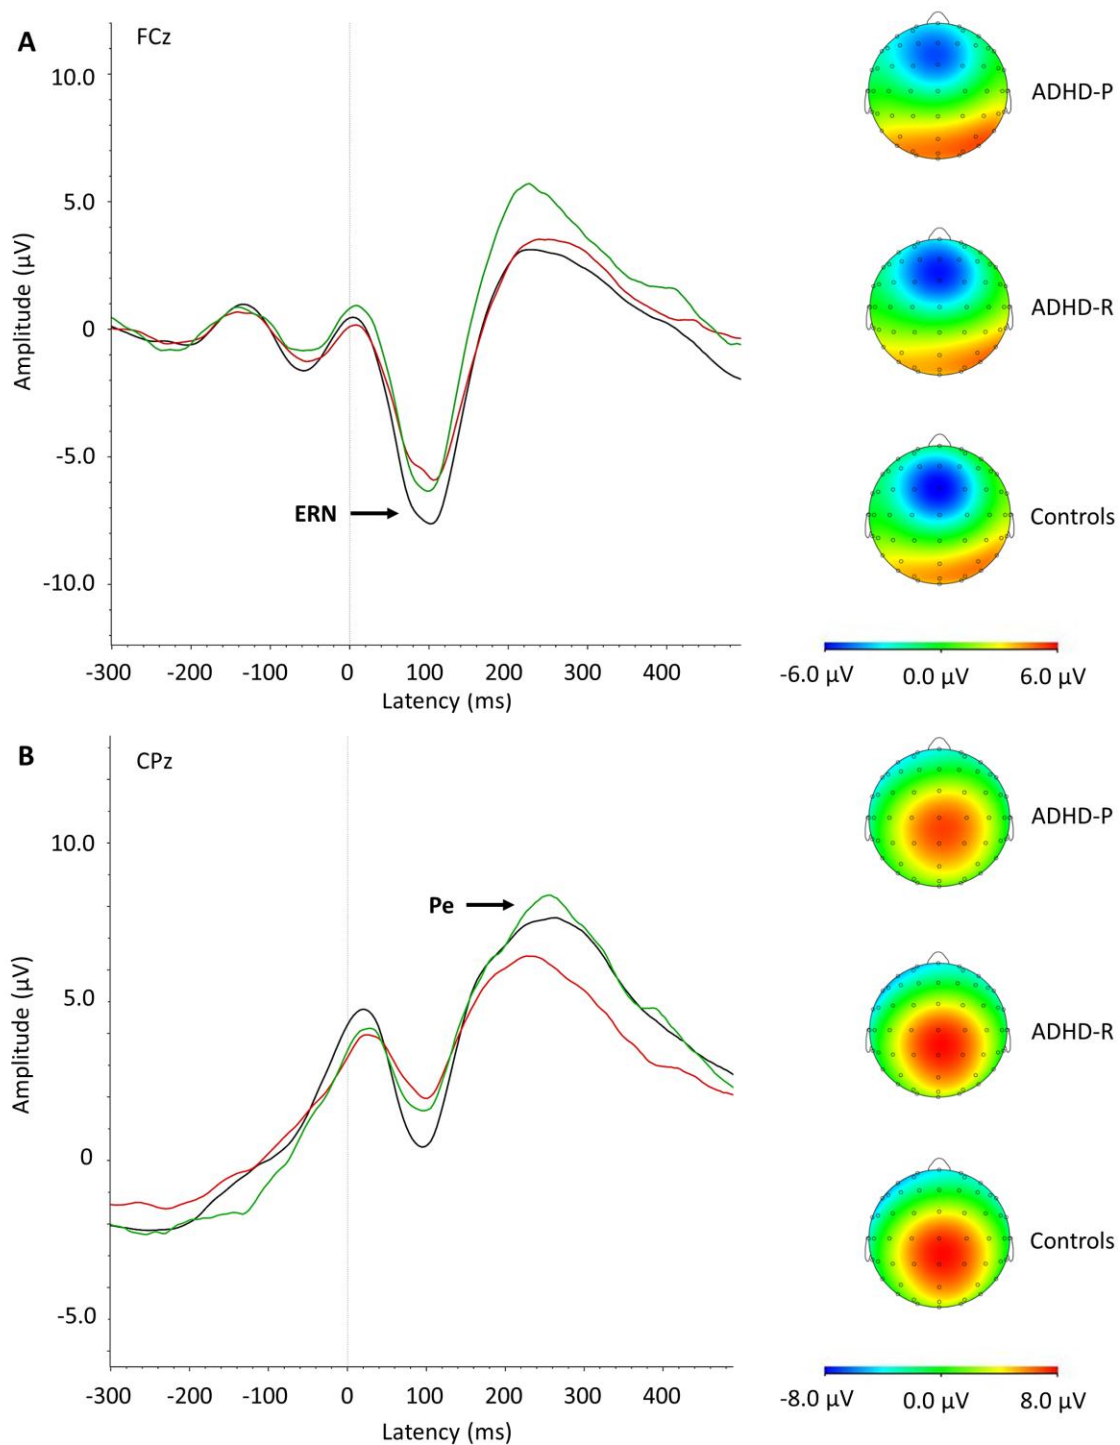 A
FCz
10.0
5.0
0
-5.0
-10.0
Amplitude (µV)
ERN
-300 -200 -100 0 100 200 300 400
Latency (ms)
ADHD-P
ADHD-R
Controls
-6.0 µV 0.0 µV 6.0 µV
B
CPz
10.0
5.0
0
-5.0
Amplitude (µV)
Pe
-300 -200 -100 0 100 200 300 400
Latency (ms)
ADHD-P
ADHD-R
Controls
-8.0 µV 0.0 µV 8.0 µV